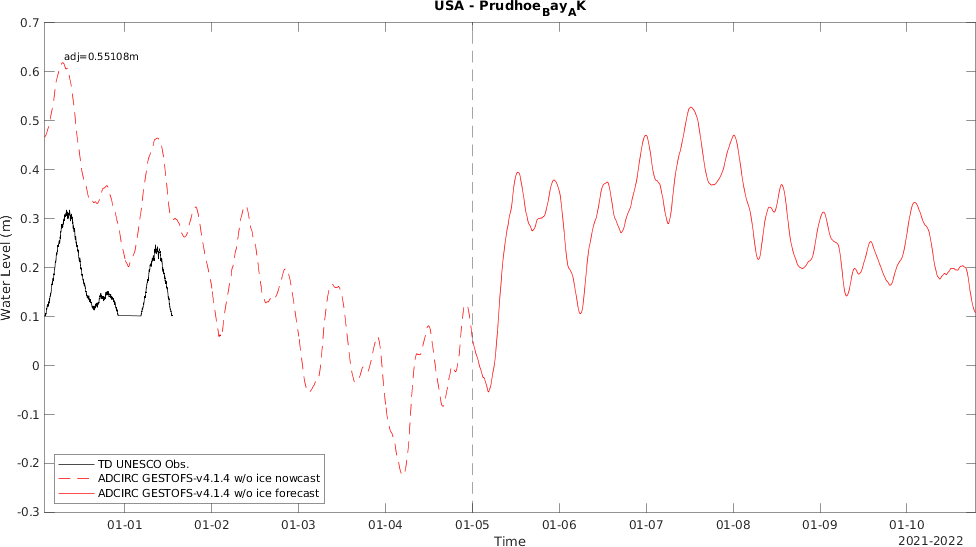 USA - Prudhoe_Bay_AK
adj=0.55108m
0.7
0.6
0.5
0.4
0.3
0.2
0.1
0
-0.1
-0.2
-0.3
Water Level (m)
TD UNESCO Obs.
ADCIRC GESTOFS-v4.1.4 w/o ice nowcast
ADCIRC GESTOFS-v4.1.4 w/o ice forecast
01-01 01-02 01-03 01-04 01-05 01-06 01-07 01-08 01-09 01-10
Time
2021-2022